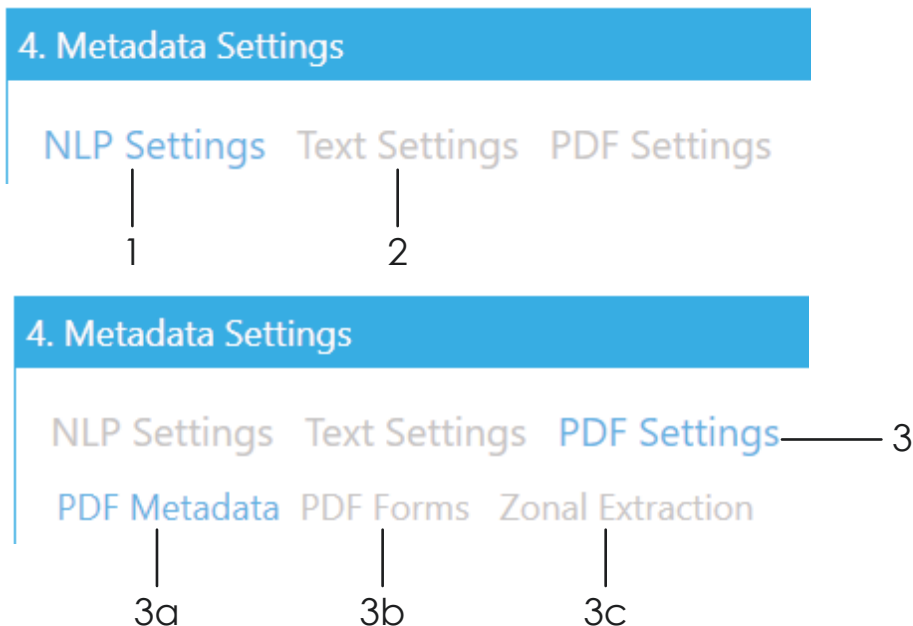 4. Metadata Settings
NLP Settings Text Settings PDF Settings
1 2
4. Metadata Settings
NLP Settings Text Settings PDF Settings 3
PDF Metadata PDF Forms Zonal Extraction
3a 3b 3c